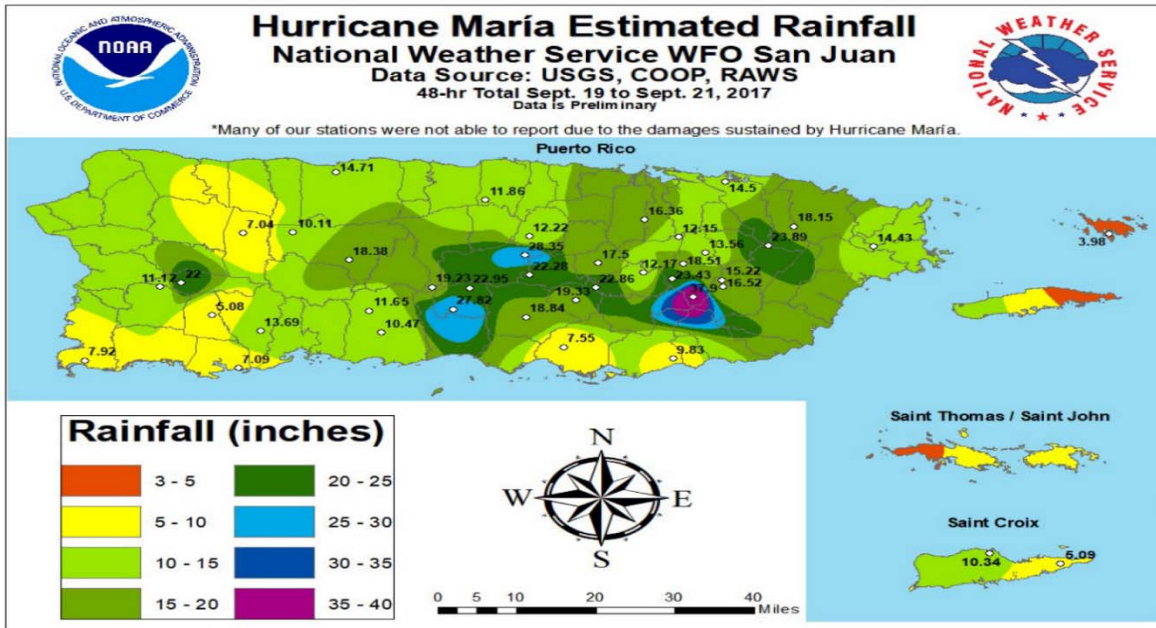 NATIONAL OCEANIC AND ATMOSPHERIC ADMINISTRATION
U.S. DEPARTMENT OF COMMERCE
NOAA
Hurricane María Estimated Rainfall
National Weather Service WFO San Juan
Data Source: USGS, COOP, RAWS
48-hr Total Sept. 19 to Sept. 21, 2017
Data is Preliminary
NATIONAL WEATHER SERVICE
*Many of our stations were not able to report due to the damages sustained by Hurricane María.
Puerto Rico
14.71
11.86
14.5
16.36
18.15
7.04
10.11
12.22
12.15
23.89
14.43
3.98
28.35
13.56
18.38
17.5
18.51
11.12
22
22.28
12.17
23.43
15.22
19.23
22.95
22.86
16.52
37.9
5.08
11.65
27.82
19.33
18.84
13.69
10.47
7.92
7.09
7.55
9.83
Rainfall (inches)
3 - 5
20 - 25
5 - 10
25 - 30
10 - 15
30 - 35
15 - 20
35 - 40
N
W
E
S
0 5 10 20 30 40
Miles
Saint Thomas / Saint John
Saint Croix
10.34
5.09